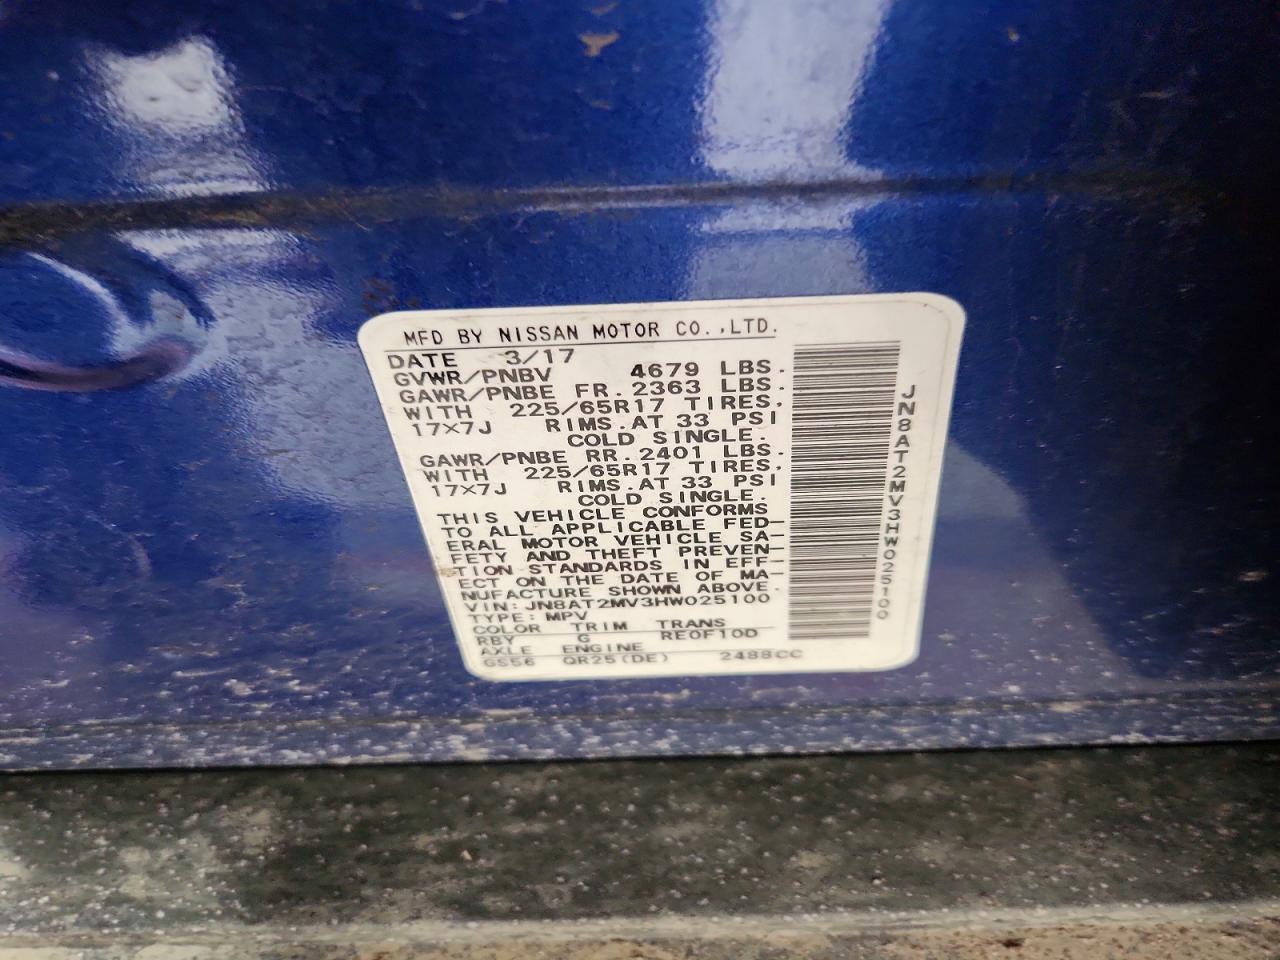 MFD BY NISSAN MOTOR CO.,LTD.
DATE 3/17
GVWR/PNBV 4679 LBS.
GAWR/PNBE FR. 2363 LBS.
WITH 225/65R17 TIRES.
17×7J RIMS.AT 33 PSI
COLD SINGLE.
GAWR/PNBE RR. 2401 LBS.
WITH 225/65R17 TIRES.
17×7J RIMS.AT 33 PSI
COLD SINGLE.
THIS VEHICLE CONFORMS
TO ALL APPLICABLE FED-
ERAL MOTOR VEHICLE SA-
FETY AND THEFT PREVEN-
TION STANDARDS IN EFF-
ECT ON THE DATE OF MA-
NUFACTURE SHOWN ABOVE.
VIN: JN8AT2MV3HW025100
TYPE: MPV
COLOR TRIM TRANS
RBY G RE0F10D
AXLE ENGINE
GS56 QR25(DE) 2488CC
JN8AT2MV3HW025100